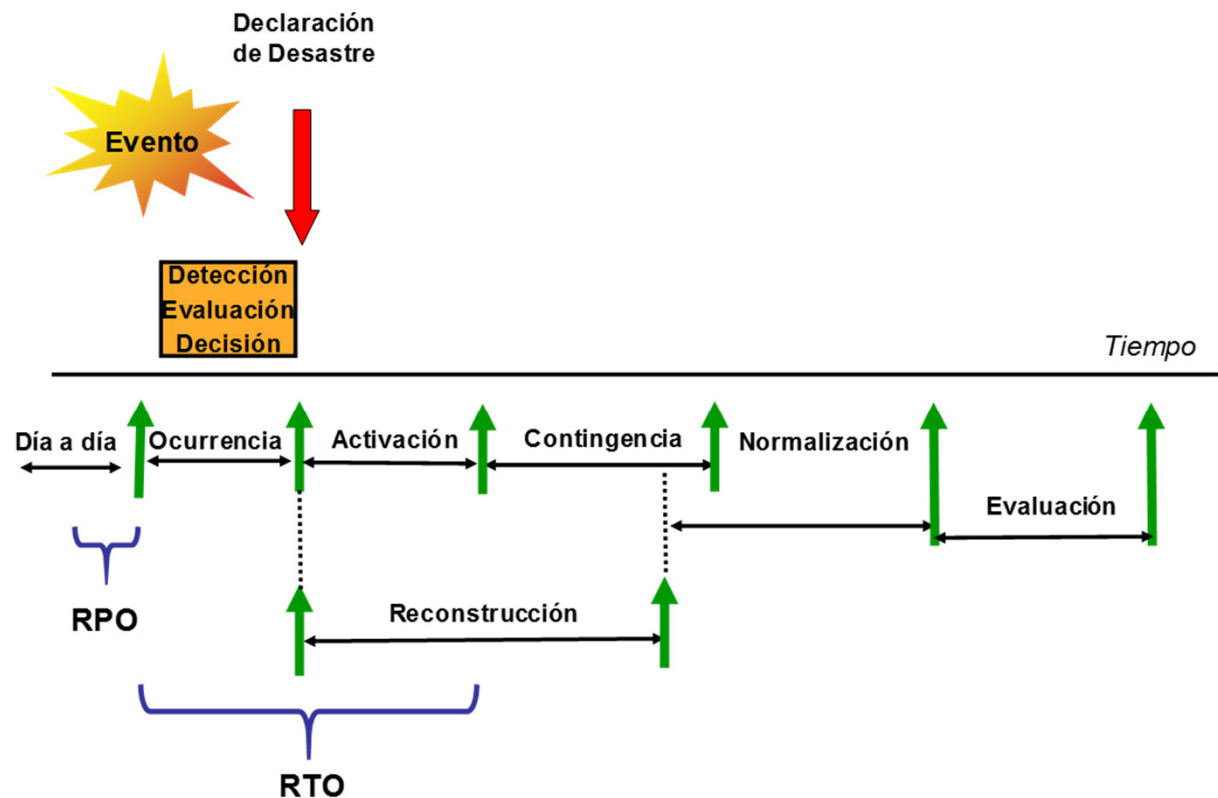 Declaración
de Desastre
Evento
Detección
Evaluación
Decisión
Tiempo
Día a día
Ocurrencia
Activación
Contingencia
Normalización
Evaluación
RPO
Reconstrucción
RTO